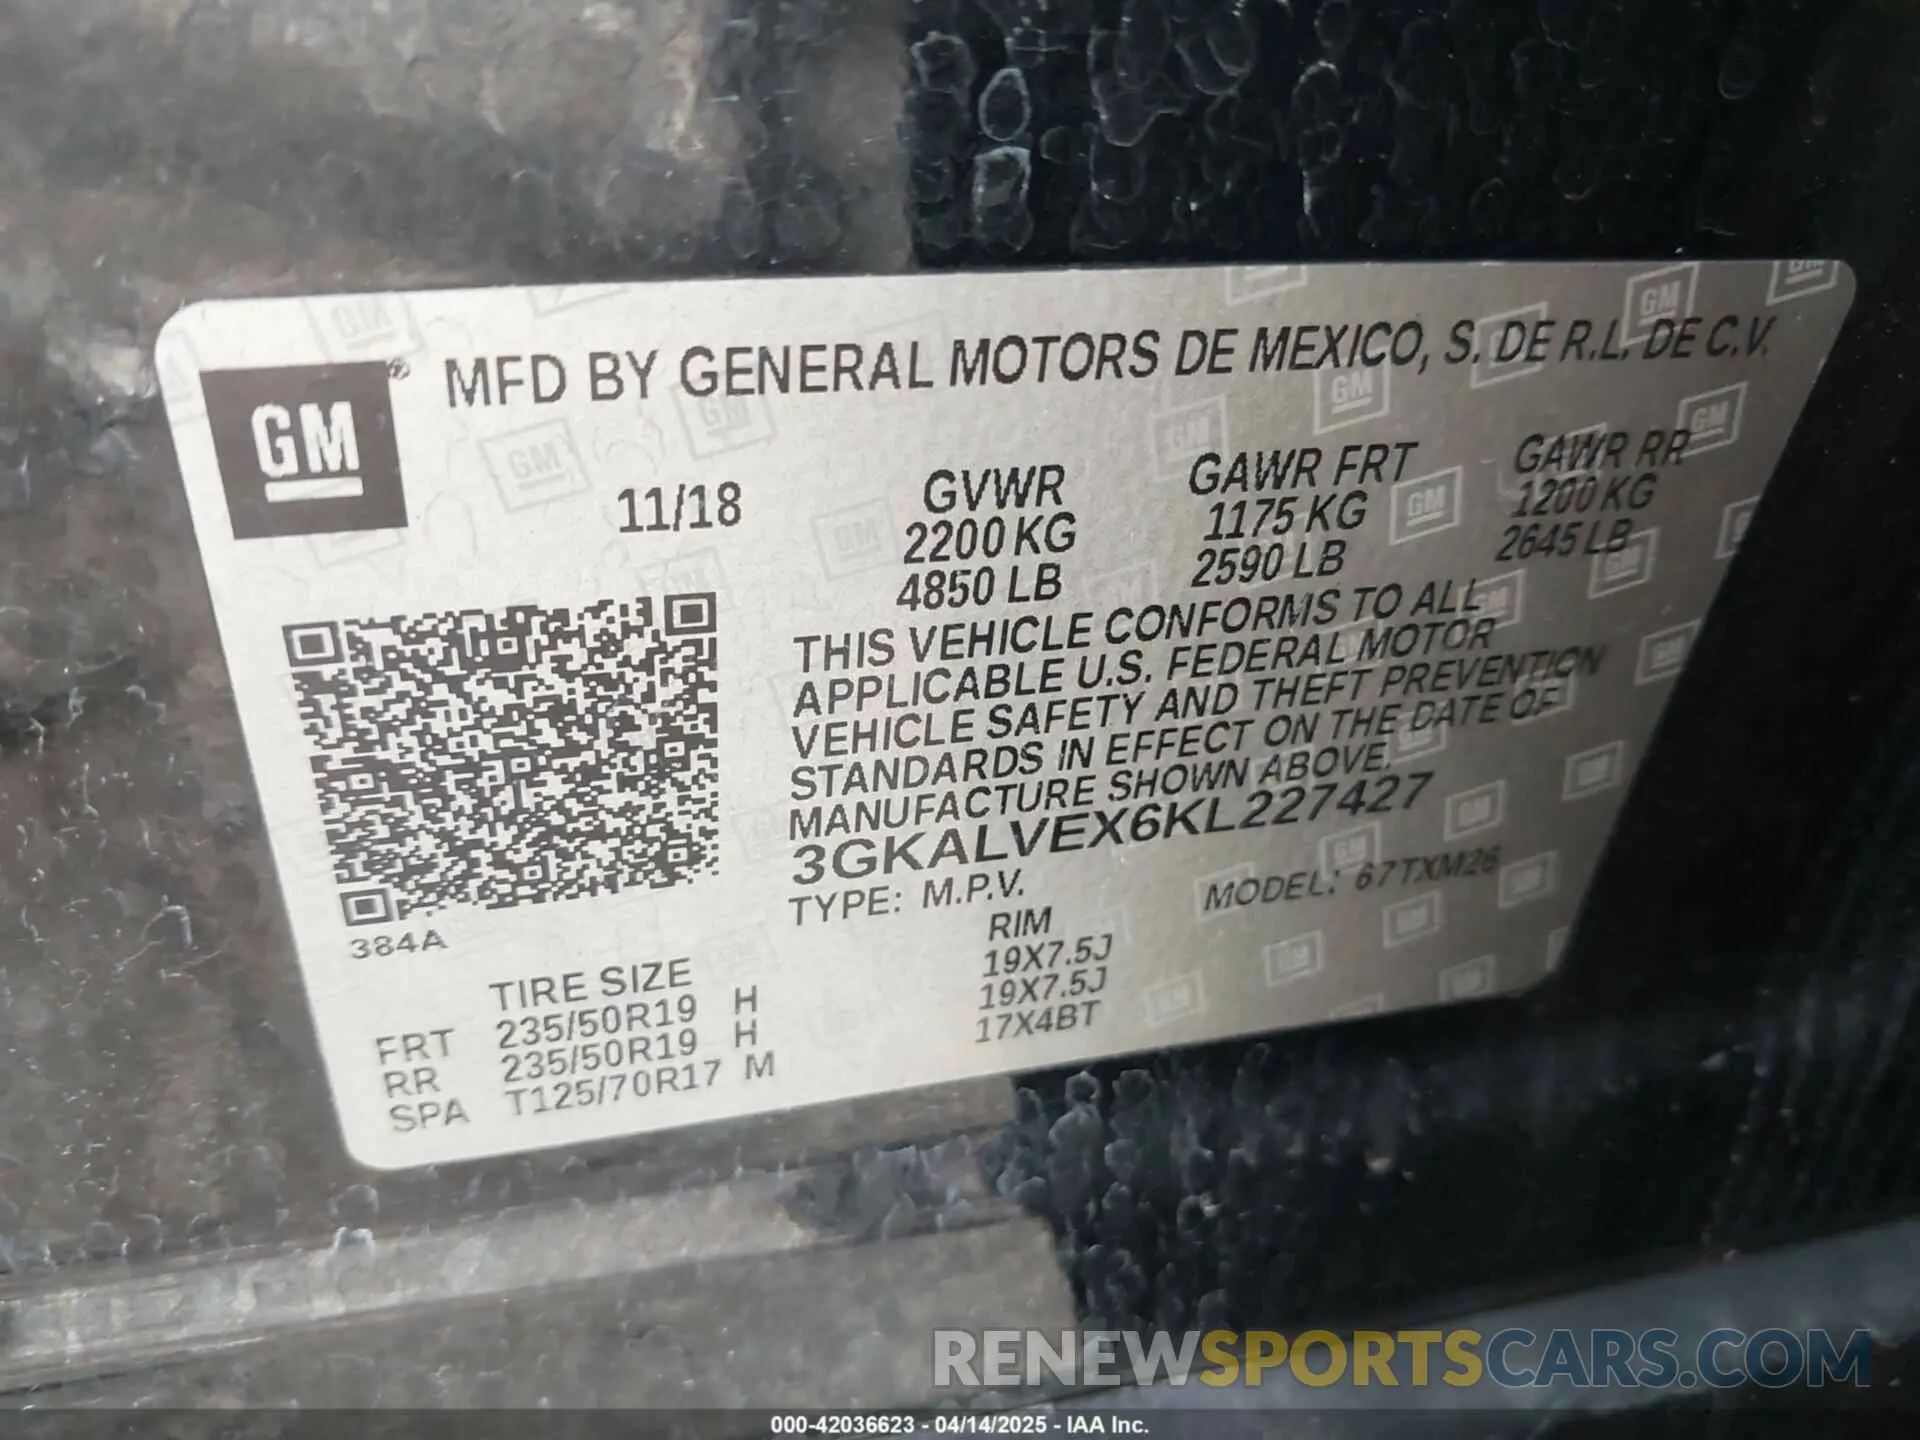 GM
MFD BY GENERAL MOTORS DE MEXICO, S. DE R.L. DE C.V.
11/18
GVWR
2200 KG
4850 LB
GAWR FRT
1175 KG
2590 LB
GAWR RR
1200 KG
2645 LB
THIS VEHICLE CONFORMS TO ALL
APPLICABLE U.S. FEDERAL MOTOR
VEHICLE SAFETY AND THEFT PREVENTION
STANDARDS IN EFFECT ON THE DATE OF
MANUFACTURE SHOWN ABOVE.
3GKALVEX6KL227427
TYPE: M.P.V. MODEL: 67TXM26
384A
TIRE SIZE RIM
FRT 235/50R19 H 19X7.5J
RR 235/50R19 H 19X7.5J
SPA T125/70R17 M 17X4BT
RENEWSPORTSCARS.COM
000-42036623 - 04/14/2025 - IAA Inc.